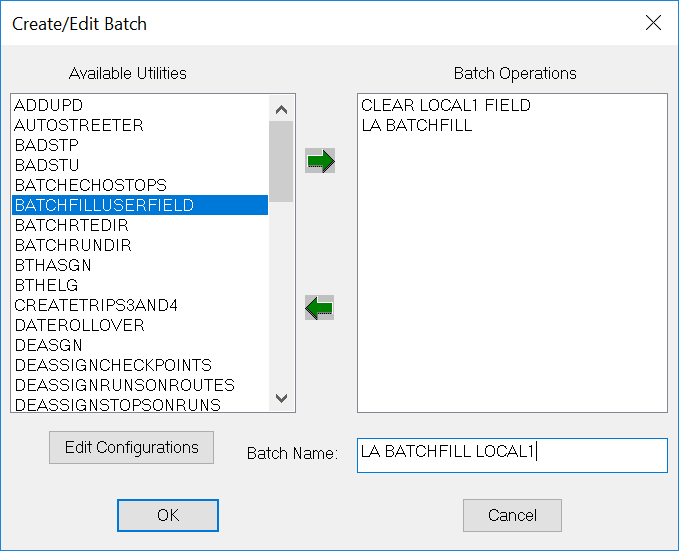 Create/Edit Batch
Available Utilities
Batch Operations
ADDUPD
AUTOSTREETER
BADSTP
BADSTU
BATCHECHOSTOPS
BATCHFILLUSERFIELD
BATCHRTEDIR
BATCHRUNDIR
BTHASGN
BTHELG
CREATETRIPS3AND4
DATEROLLOVER
DEASGN
DEASSIGNCHECKPOINTS
DEASSIGNRUNSONROUTES
DEASSIGNSTOPSONRUNS
CLEAR LOCAL1 FIELD
LA BATCHFILL
Edit Configurations
Batch Name:
LA BATCHFILL LOCAL1
OK
Cancel